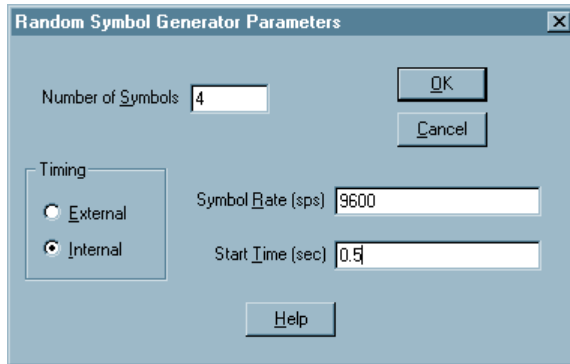 Random Symbol Generator Parameters
Number of Symbols 4
OK
Cancel
Timing
External
Internal
Symbol Rate (sps) 9600
Start Time (sec) 0.5
Help